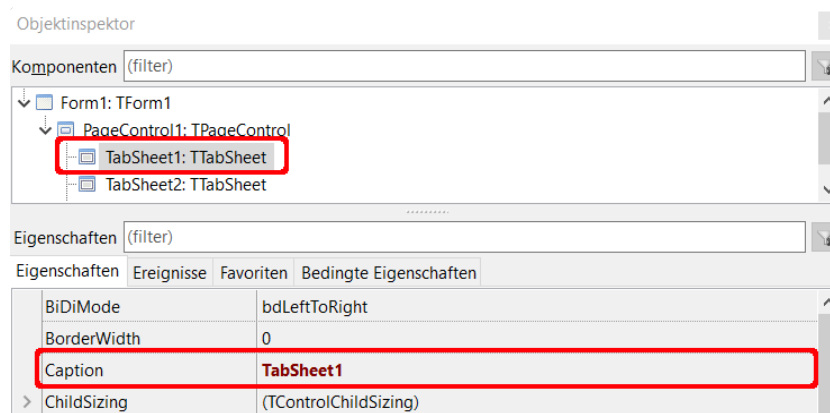 Objektinspektor
Komponenten (filter)
Form1: TForm1
PageControl1: TPageControl
TabSheet1: TTabSheet
TabSheet2: TTabSheet
Eigenschaften (filter)
Eigenschaften Ereignisse Favoriten Bedingte Eigenschaften
BiDiMode bdLeftToRight
BorderWidth 0
Caption TabSheet1
ChildSizing (TControlChildSizing)